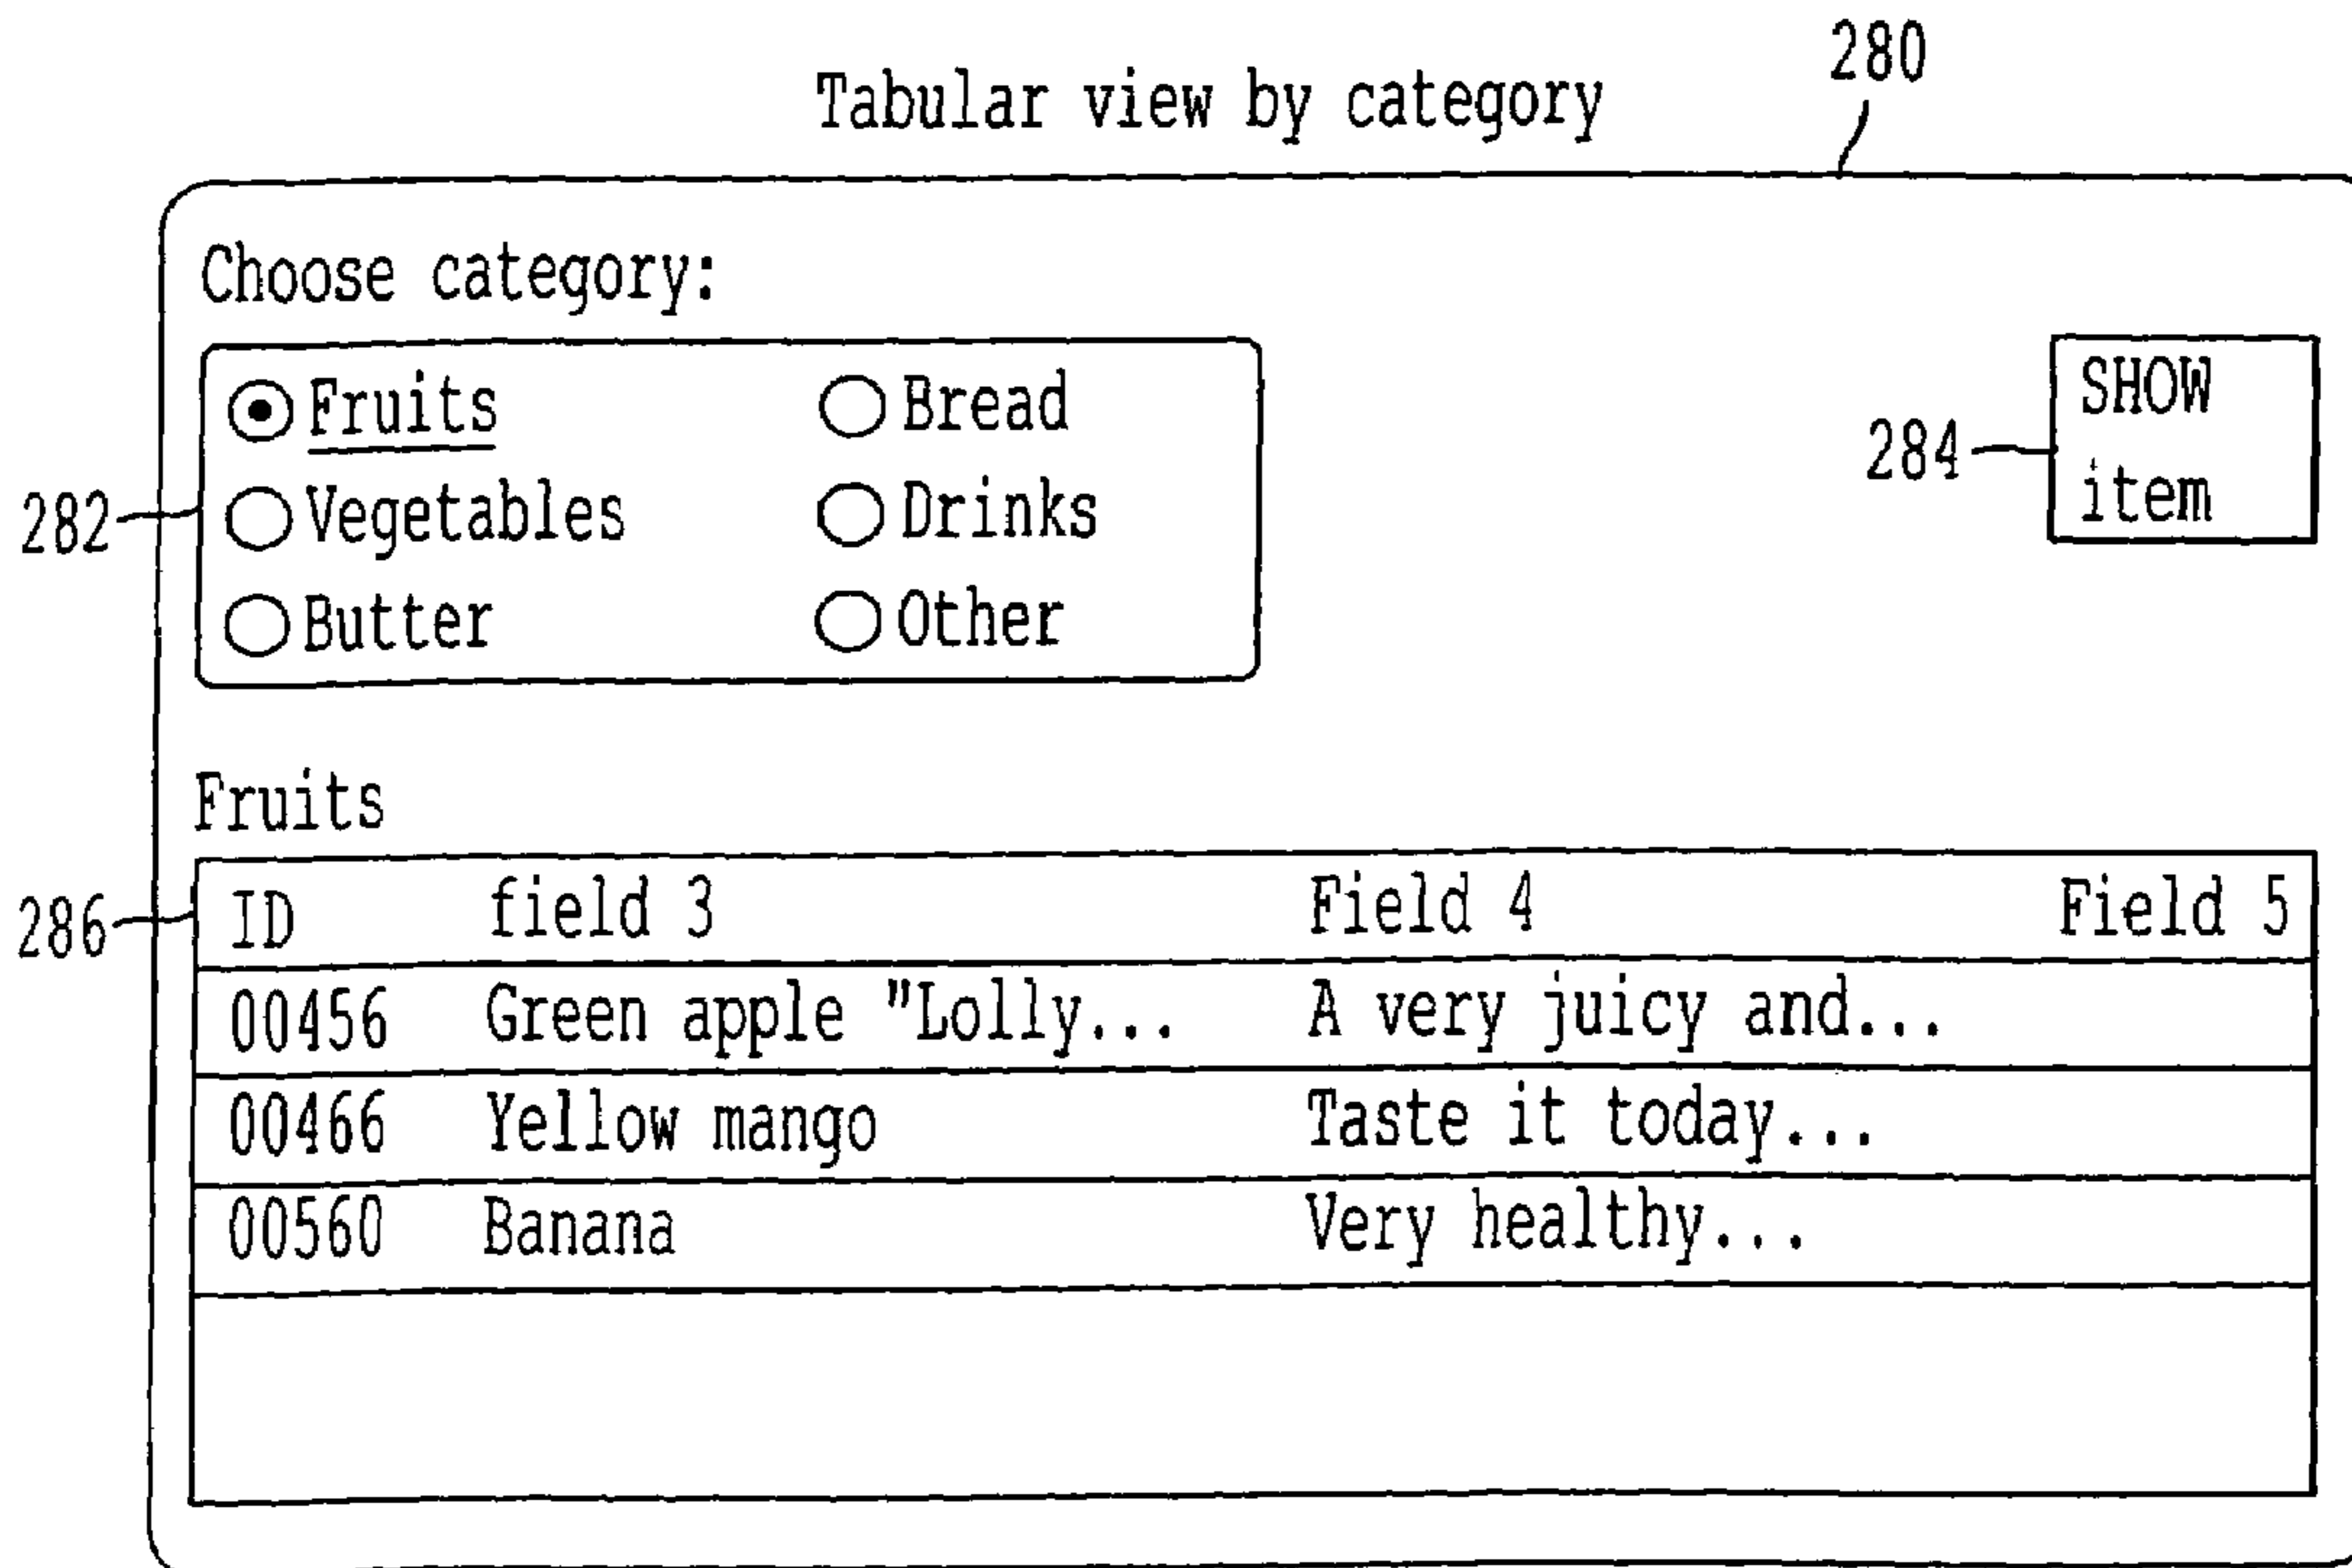 280
Tabular view by category
Choose category:
Fruits Bread
Vegetables Drinks
Butter Other
282
SHOW
item
284
Fruits
286
ID field 3 Field 4 Field 5
00456 Green apple "Lolly... A very juicy and...
00466 Yellow mango Taste it today...
00560 Banana Very healthy...